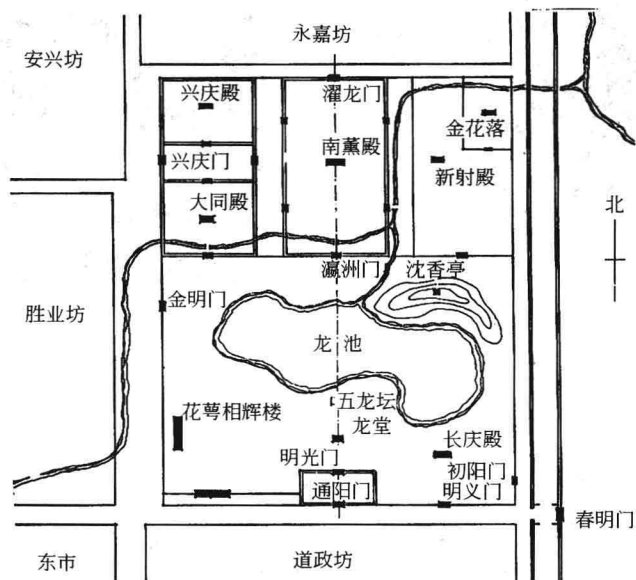 永嘉坊
安兴坊
兴庆殿
濯龙门
金花落
南薰殿
兴庆门
新射殿
大同殿
北
瀛洲门
沈香亭
金明门
胜业坊
龙池
五龙坛
花萼相辉楼
龙堂
长庆殿
明光门
初阳门
通阳门
明义门
春明门
东市
道政坊